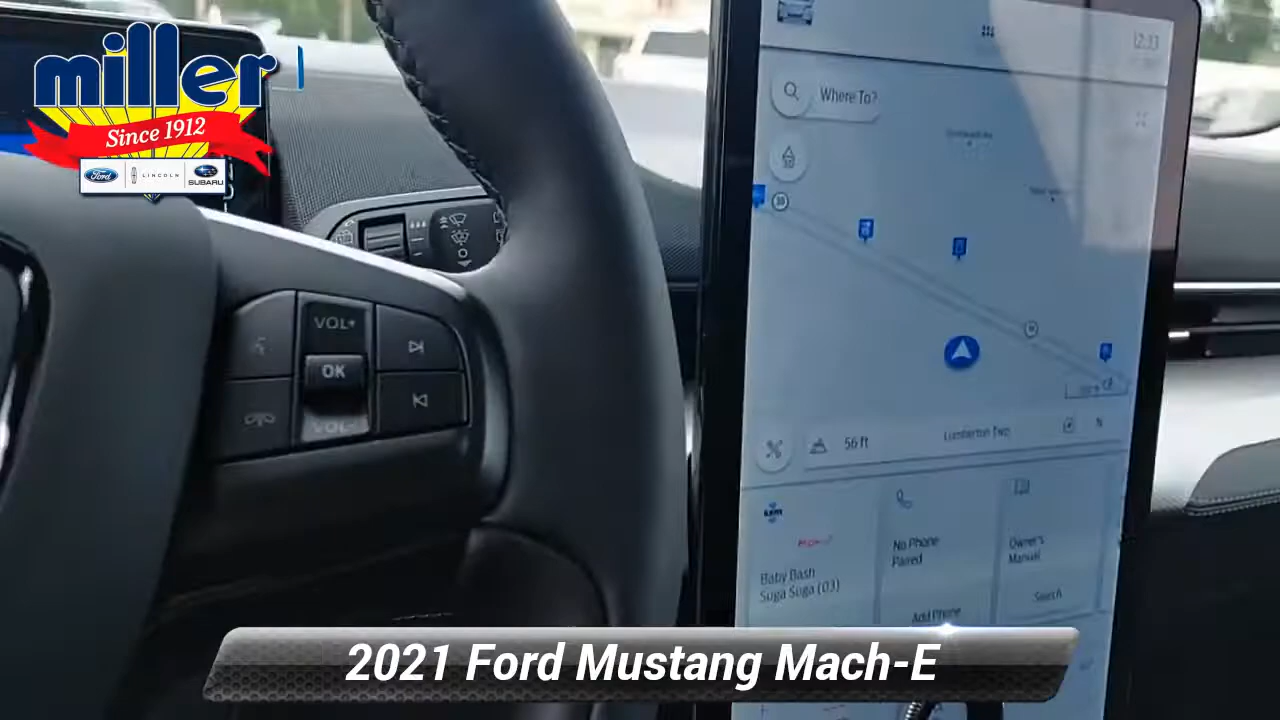 miller
Since 1912
Ford
LINCOLN
SUBARU
12:33
Where To?
3D
VOL+
OK
VOL-
56 ft
Lumberton Twp
No Phone
Paired
Owner's
Manual
Baby Bash
Suga Suga (03)
Add Phone
Search
2021 Ford Mustang Mach-E